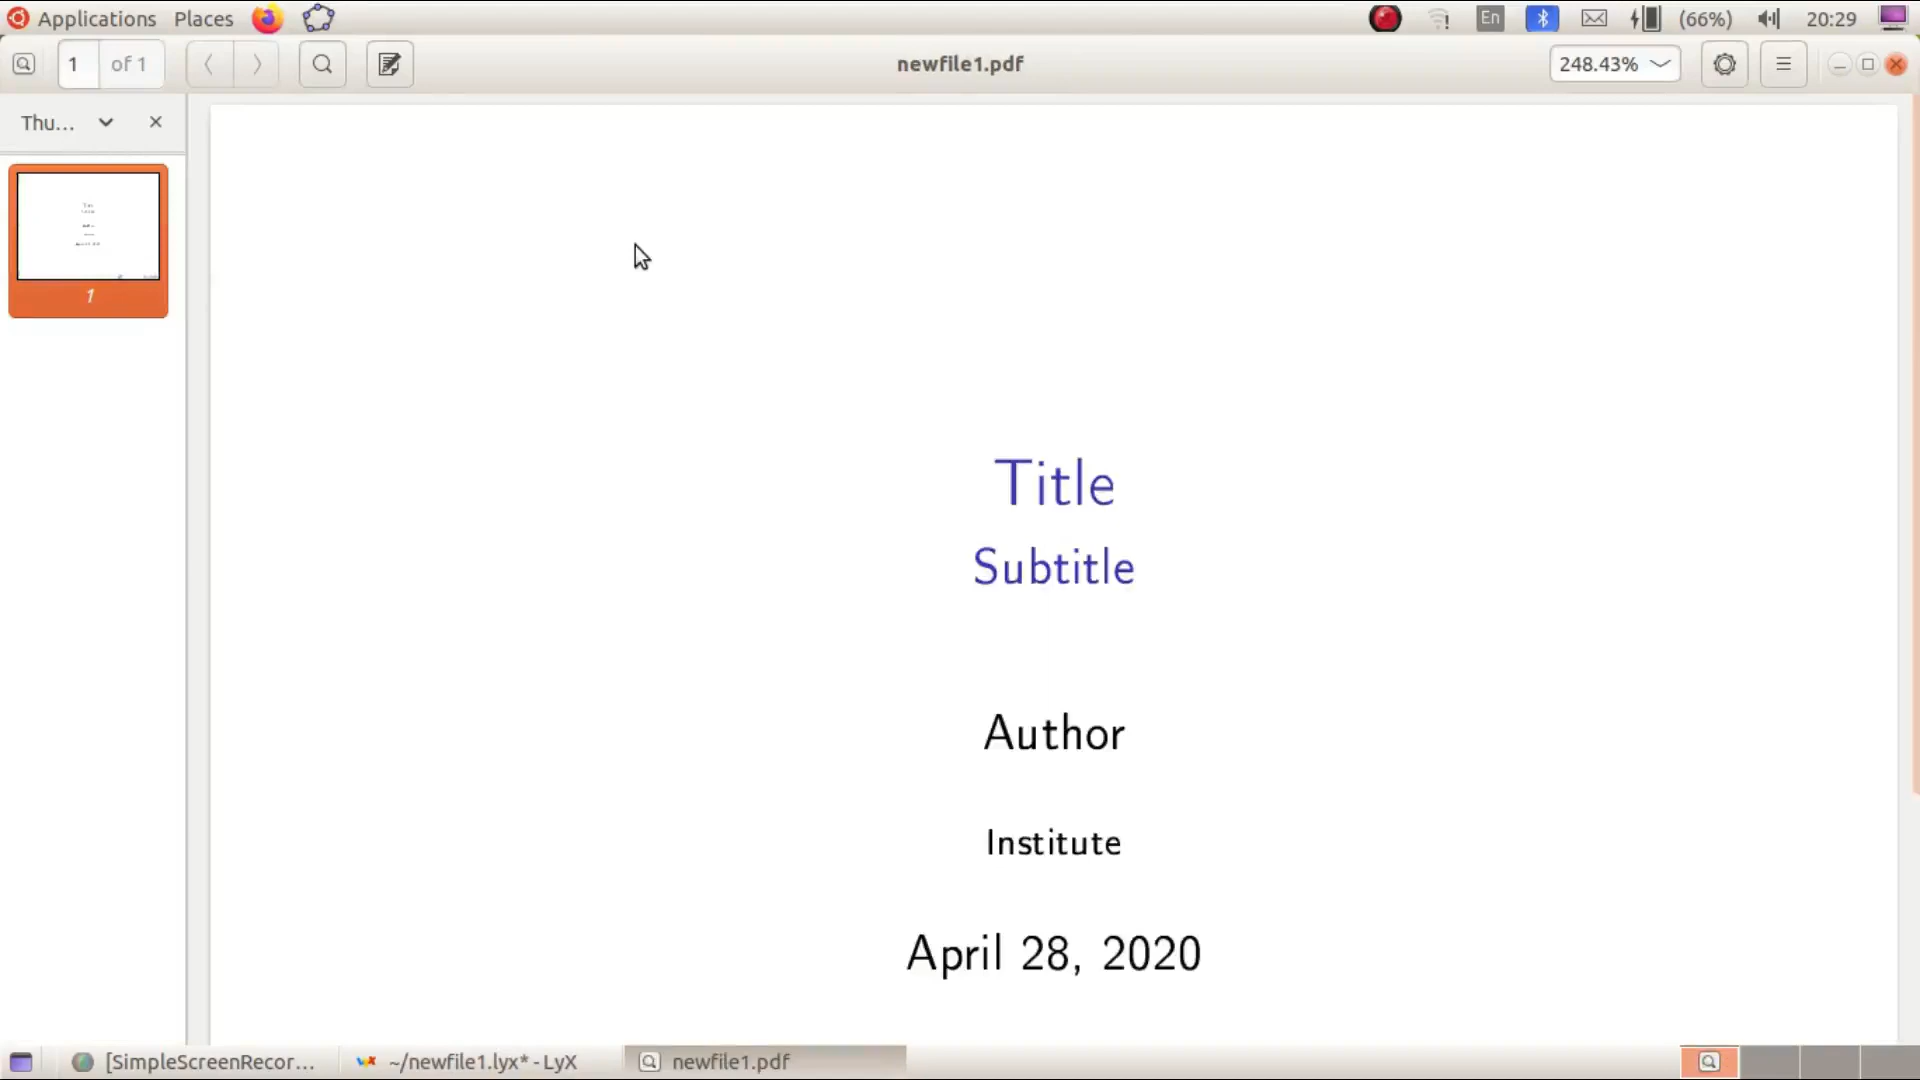 Applications Places En (66%) 20:29
1 of 1 newfile1.pdf 248.43%
Thu...
1
Title
Subtitle
Author
Institute
April 28, 2020
[SimpleScreenRecor... ~/newfile1.lyx* - LyX newfile1.pdf